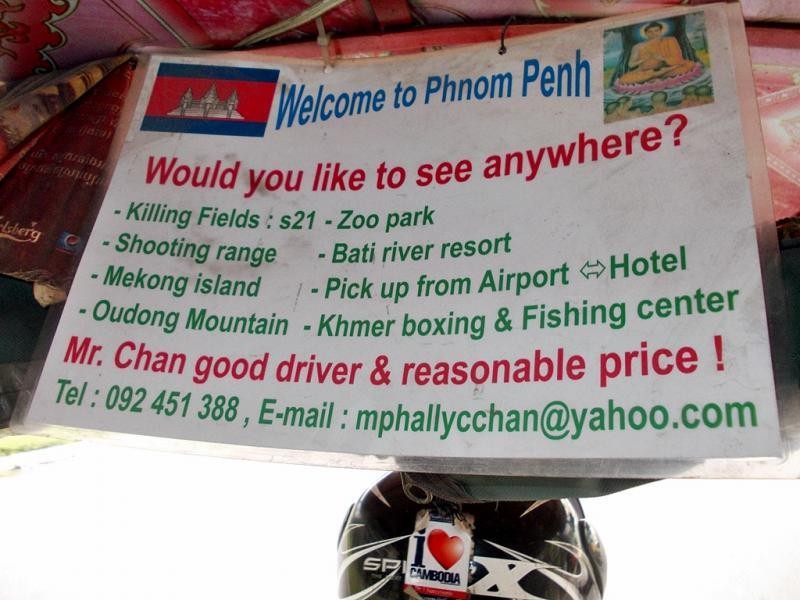 Welcome to Phnom Penh
Would you like to see anywhere?
- Killing Fields : s21 - Zoo park
- Shooting range - Bati river resort
- Mekong island - Pick up from Airport ⇔ Hotel
- Oudong Mountain - Khmer boxing & Fishing center
Mr. Chan good driver & reasonable price !
Tel : 092 451 388 , E-mail : mphallycchan@yahoo.com
i
CAMBODIA
X